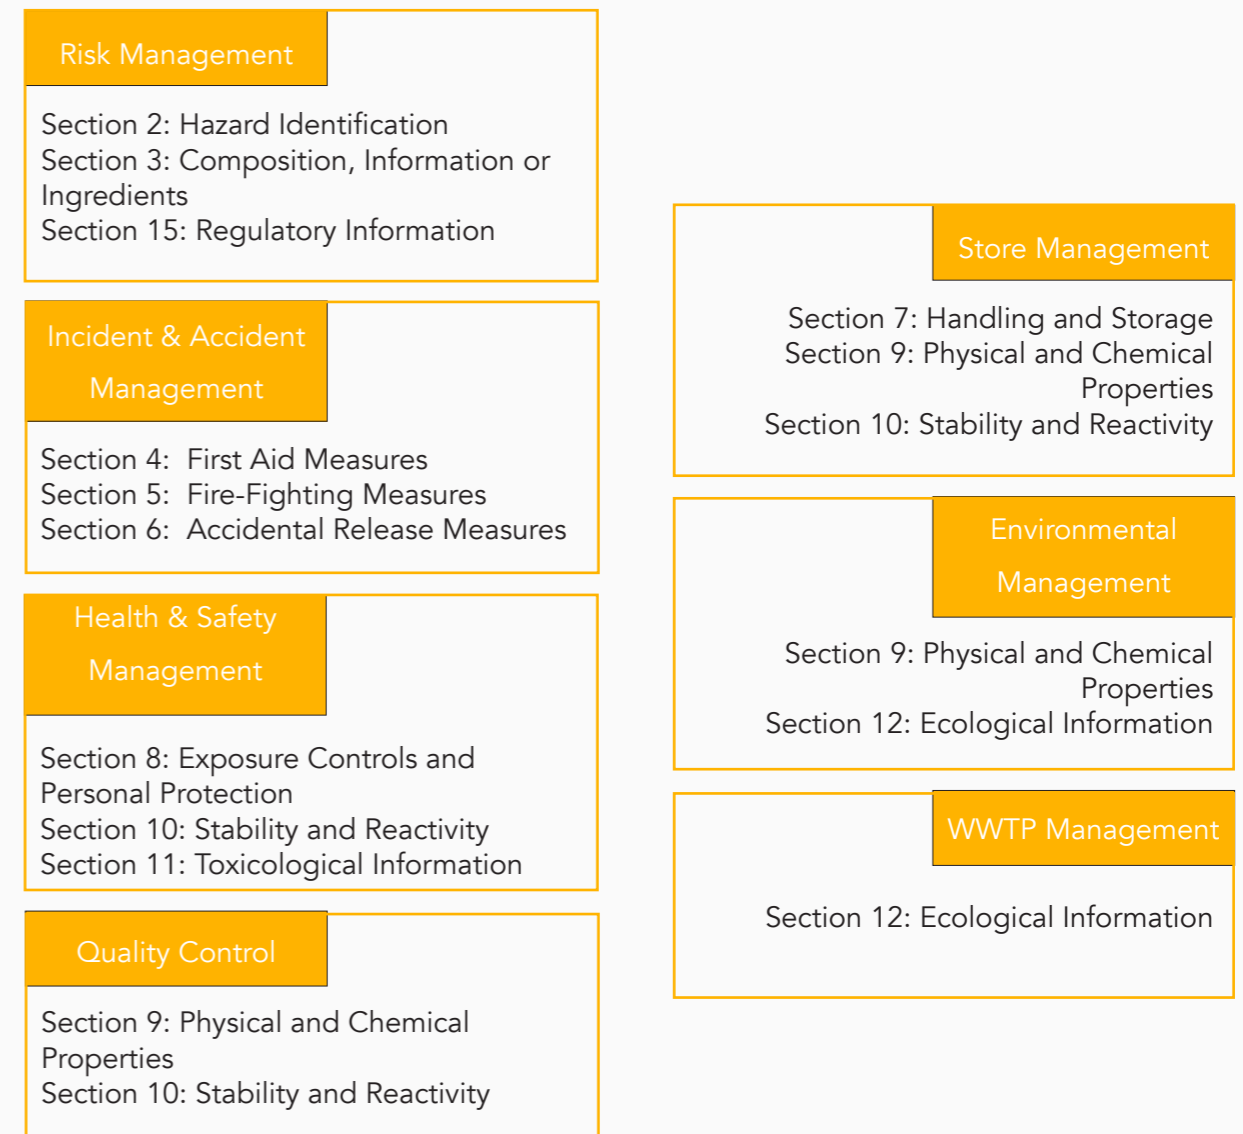 Risk Management
Section 2: Hazard Identification
Section 3: Composition, Information or
Ingredients
Section 15: Regulatory Information
Incident & Accident
Management
Section 4:  First Aid Measures
Section 5:  Fire-Fighting Measures
Section 6:  Accidental Release Measures
Health & Safety
Management
Section 8: Exposure Controls and
Personal Protection
Section 10: Stability and Reactivity
Section 11: Toxicological Information
Quality Control
Section 9: Physical and Chemical
Properties
Section 10: Stability and Reactivity
Store Management
Section 7: Handling and Storage
Section 9: Physical and Chemical
Properties
Section 10: Stability and Reactivity
Environmental
Management
Section 9: Physical and Chemical
Properties
Section 12: Ecological Information
WWTP Management
Section 12: Ecological Information